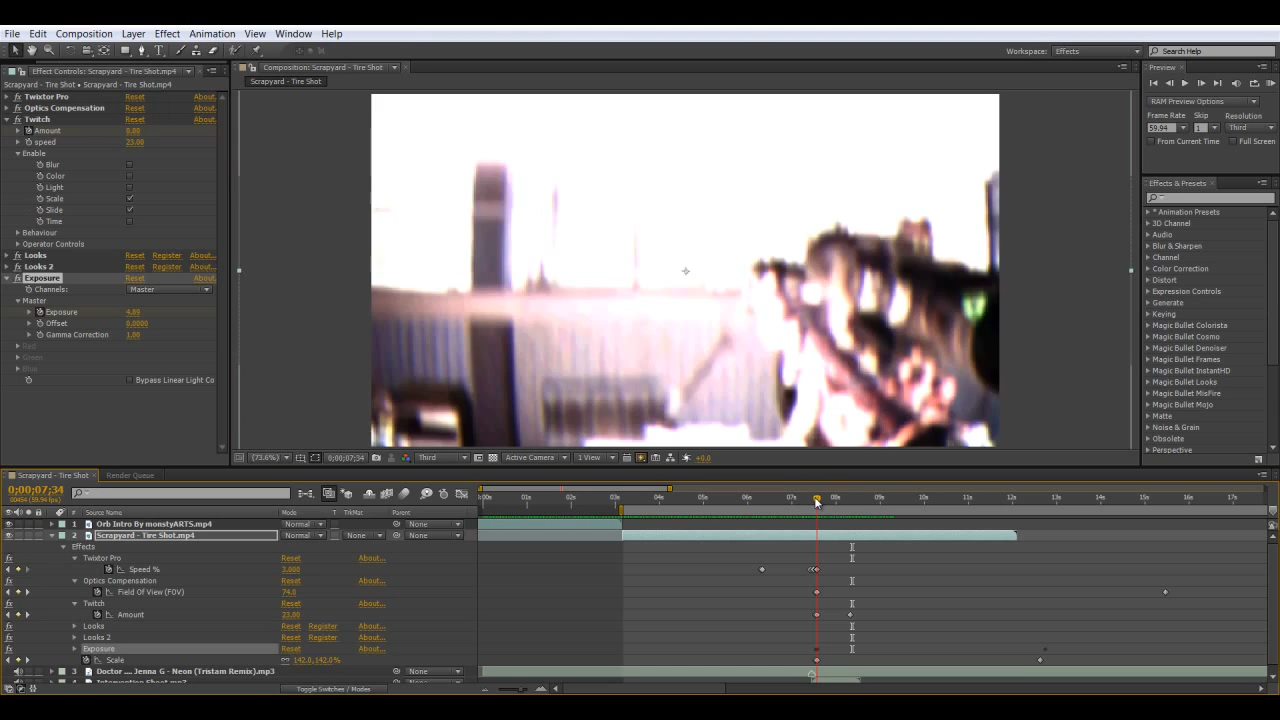 File Edit Composition Layer Effect Animation View Window Help
Workspace: Effects Search Help
Effect Controls: Scrapyard - Tire Shot.mp4
Composition: Scrapyard - Tire Shot
Preview
Scrapyard - Tire Shot • Scrapyard - Tire Shot.mp4
Scrapyard - Tire Shot
Twixtor Pro Reset About...
Optics Compensation Reset About...
Twitch Reset About...
Amount 0.00
speed 23.00
Enable
Blur
Color
Light
Scale
Slide
Time
Behaviour
Operator Controls
Looks Reset Register About...
Looks 2 Reset Register About...
Exposure Reset About...
Channels: Master
Master
Exposure 4.89
Offset 0.0000
Gamma Correction 1.00
Red
Green
Blue
Bypass Linear Light Co
RAM Preview Options
Frame Rate Skip Resolution
59.94 1 Third
From Current Time Full Screen
Effects & Presets
* Animation Presets
3D Channel
Audio
Blur & Sharpen
Channel
Color Correction
Distort
Expression Controls
Generate
Keying
Magic Bullet Colorista
Magic Bullet Cosmo
Magic Bullet Denoiser
Magic Bullet Frames
Magic Bullet InstantHD
Magic Bullet Looks
Magic Bullet MisFire
Magic Bullet Mojo
Matte
Noise & Grain
Obsolete
Perspective
(73.6%) 0;00;07;34 Third Active Camera 1 View +0.0
Scrapyard - Tire Shot Render Queue
0;00;07;34
00454 (59.94 fps)
:00s 01s 02s 03s 04s 05s 06s 07s 08s 09s 10s 11s 12s 13s 14s 15s 16s 17s
# Source Name Mode T TrkMat Parent
1 Orb Intro By monstyARTS.mp4 Normal None
2 Scrapyard - Tire Shot.mp4 Normal None None
Effects
Twixtor Pro Reset About...
Speed % 3.000
Optics Compensation Reset About...
Field Of View (FOV) 74.0
Twitch Reset About...
Amount 23.00
Looks Reset Register About...
Looks 2 Reset Register About...
Exposure Reset About...
Scale 142.0,142.0%
3 Doctor .... Jenna G - Neon (Tristam Remix).mp3 None
Toggle Switches / Modes